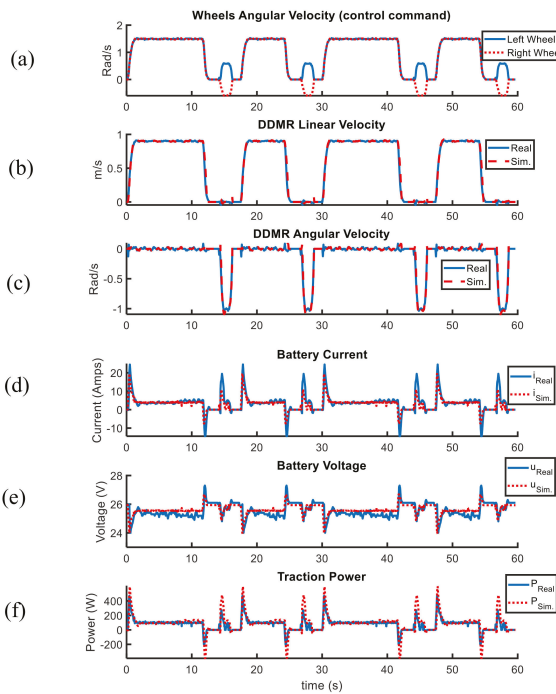 Wheels Angular Velocity (control command)
(a)
Rad/s
2
1
0
Left Wheel
0 10 20 30 40 50 60
DDMR Linear Velocity
(b)
m/s
1
0.5
0
Real
Sim.
0 10 20 30 40 50 60
DDMR Angular Velocity
(c)
Rad/s
0
-0.5
-1
Real
Sim.
0 10 20 30 40 50 60
Battery Current
(d)
Current (Amps)
20
10
0
-10
iReal
iSim.
0 10 20 30 40 50 60
Battery Voltage
(e)
Voltage (V)
28
26
24
uReal
uSim.
0 10 20 30 40 50 60
Traction Power
(f)
Power (W)
400
200
0
-200
PReal
PSim.
0 10 20 30 40 50 60
time (s)